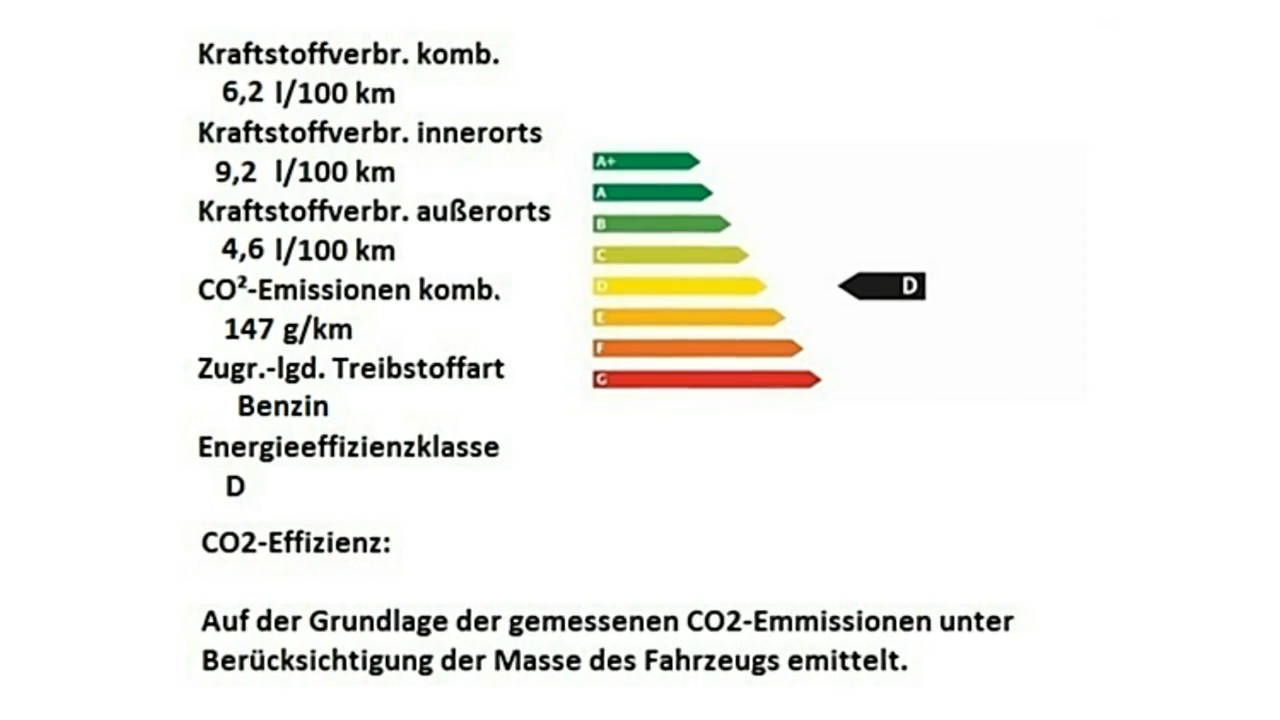 Kraftstoffverbr. komb.
6,2 l/100 km
Kraftstoffverbr. innerorts
9,2 l/100 km
Kraftstoffverbr. außerorts
4,6 l/100 km
CO²-Emissionen komb.
147 g/km
Zugr.-lgd. Treibstoffart
Benzin
Energieeffizienzklasse
D
A+
A
B
C
D
D
E
F
G
CO2-Effizienz:
Auf der Grundlage der gemessenen CO2-Emmissionen unter
Berücksichtigung der Masse des Fahrzeugs emittelt.